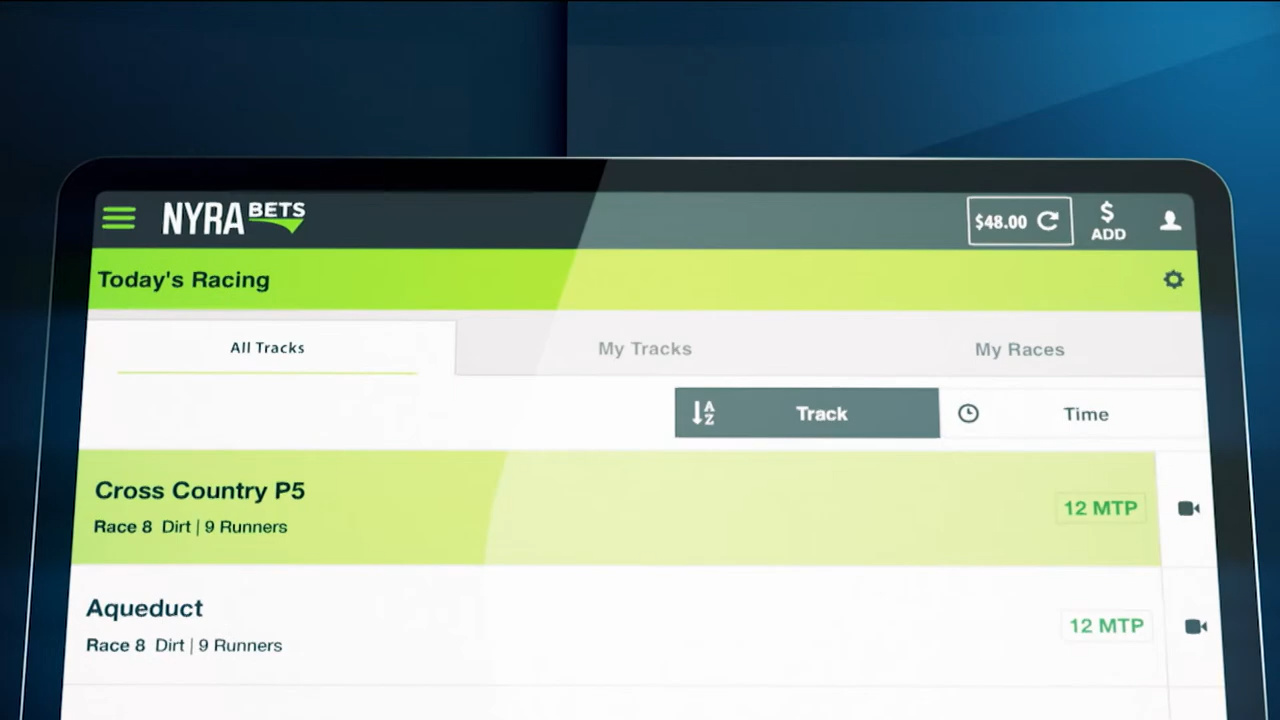 NYRA BETS
$48.00
$
ADD
Today's Racing
All Tracks
My Tracks
My Races
A
Z
Track
Time
Cross Country P5
12 MTP
Race 8 Dirt | 9 Runners
Aqueduct
12 MTP
Race 8 Dirt | 9 Runners